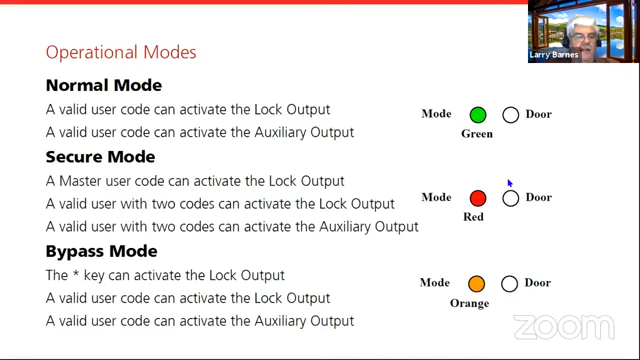 Operational Modes
Larry Barnes
Normal Mode
A valid user code can activate the Lock Output
A valid user code can activate the Auxiliary Output
Mode Door
Green
Secure Mode
A Master user code can activate the Lock Output
A valid user with two codes can activate the Lock Output
A valid user with two codes can activate the Auxiliary Output
Mode Door
Red
Bypass Mode
The * key can activate the Lock Output
A valid user code can activate the Lock Output
A valid user code can activate the Auxiliary Output
Mode Door
Orange
zoom